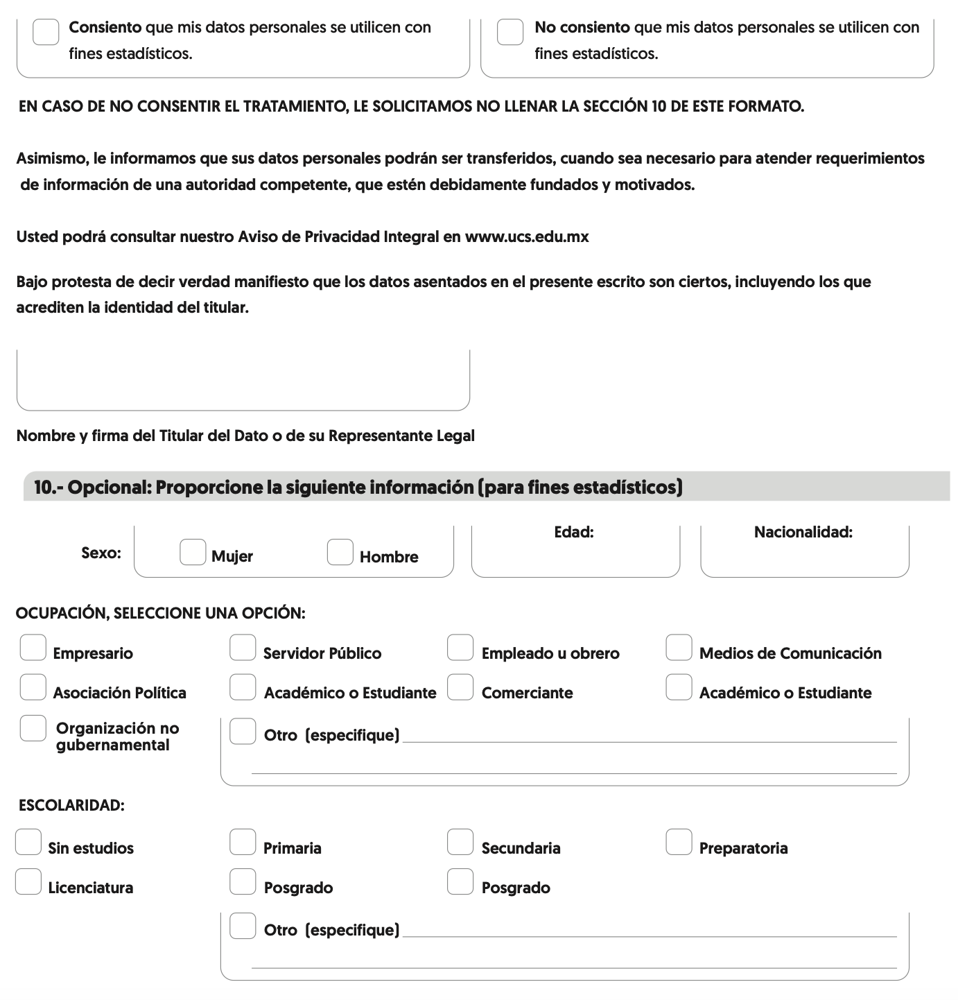 Consiento que mis datos personales se utilicen con
fines estadísticos.
No consiento que mis datos personales se utilicen con
fines estadísticos.
EN CASO DE NO CONSENTIR EL TRATAMIENTO, LE SOLICITAMOS NO LLENAR LA SECCIÓN 10 DE ESTE FORMATO.
Asimismo, le informamos que sus datos personales podrán ser transferidos, cuando sea necesario para atender requerimientos
de información de una autoridad competente, que estén debidamente fundados y motivados.
Usted podrá consultar nuestro Aviso de Privacidad Integral en www.ucs.edu.mx
Bajo protesta de decir verdad manifiesto que los datos asentados en el presente escrito son ciertos, incluyendo los que
acrediten la identidad del titular.
Nombre y firma del Titular del Dato o de su Representante Legal
10.- Opcional: Proporcione la siguiente información (para fines estadísticos)
Sexo: Mujer Hombre Edad: Nacionalidad:
OCUPACIÓN, SELECCIONE UNA OPCIÓN:
Empresario Servidor Público Empleado u obrero Medios de Comunicación
Asociación Política Académico o Estudiante Comerciante Académico o Estudiante
Organización no
gubernamental
Otro (especifique)
ESCOLARIDAD:
Sin estudios Primaria Secundaria Preparatoria
Licenciatura Posgrado Posgrado
Otro (especifique)